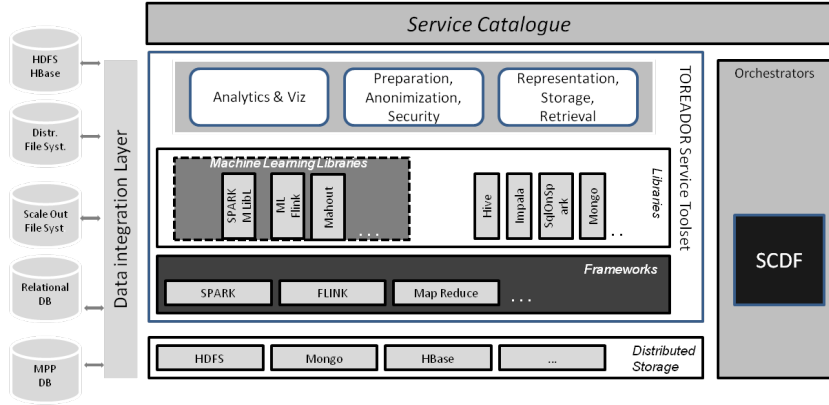 Service Catalogue
HDFS
HBase
Distr.
File Syst.
Scale Out
File Syst
Relational
DB
MPP
DB
Data integration Layer
Analytics & Viz
Preparation,
Anonimization,
Security
Representation,
Storage,
Retrieval
TOREADOR Service Toolset
Machine Learning Libraries
SPARK
M LibL
ML
Flink
Mahout
. . .
Hive
Impala
SqlOnSp
ark
Mongo
. .
Libraries
Frameworks
SPARK
FLINK
Map Reduce
. . .
HDFS
Mongo
HBase
...
Distributed
Storage
Orchestrators
SCDF